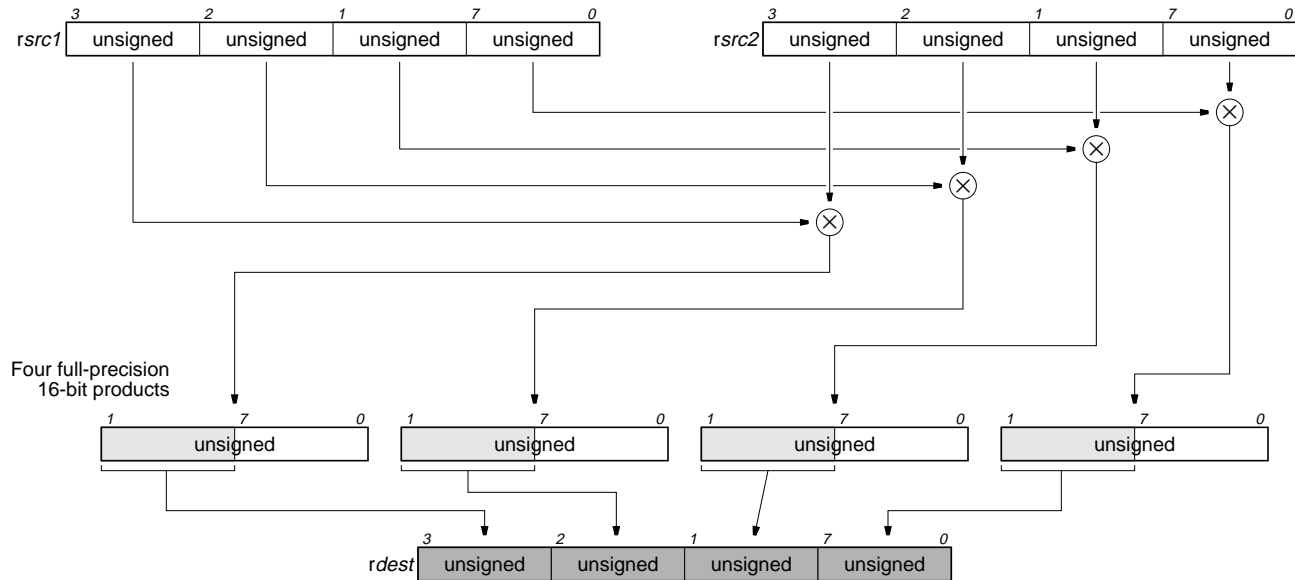 3 2 1 7 0 3 2 1 7 0
rsrc1 unsigned unsigned unsigned unsigned rsrc2 unsigned unsigned unsigned unsigned
Four full-precision
16-bit products
1 7 0 1 7 0 1 7 0 1 7 0
unsigned unsigned unsigned unsigned
3 2 1 7 0
rdest unsigned unsigned unsigned unsigned